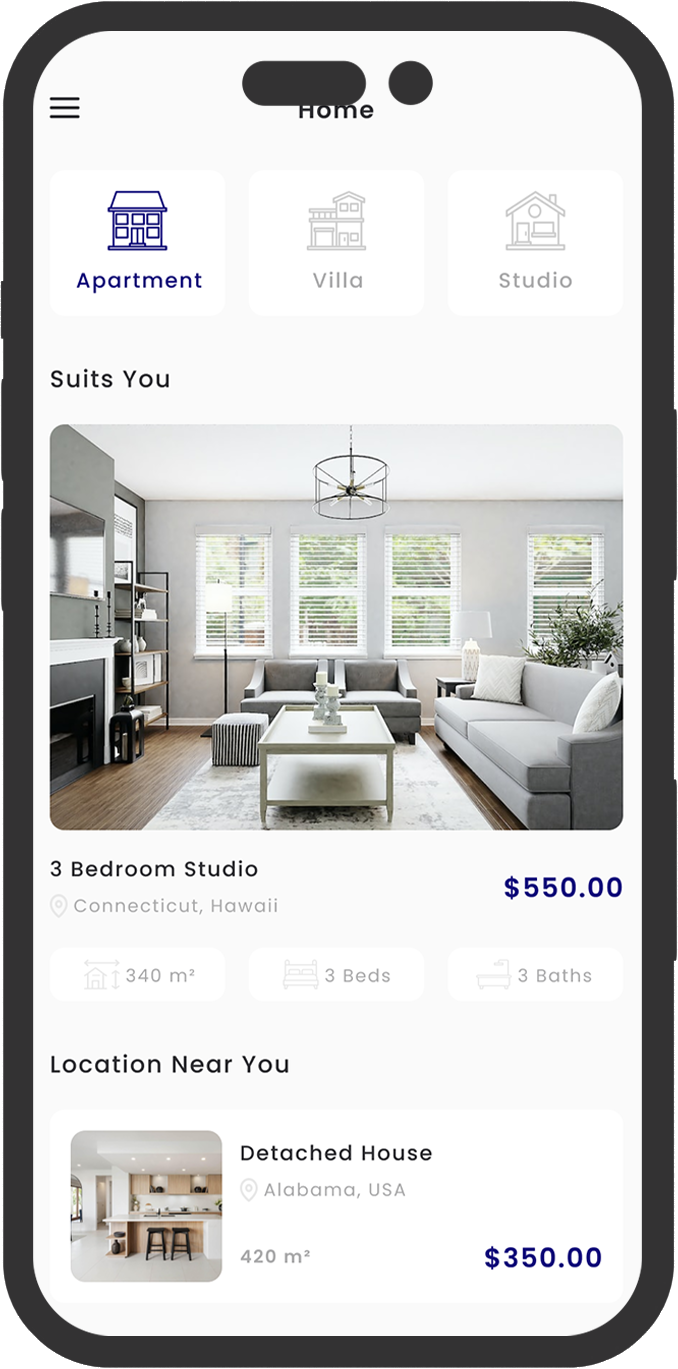 Home
Apartment
Villa
Studio
Suits You
3 Bedroom Studio
Connecticut, Hawaii
$550.00
340 m²
3 Beds
3 Baths
Location Near You
Detached House
Alabama, USA
420 m²
$350.00